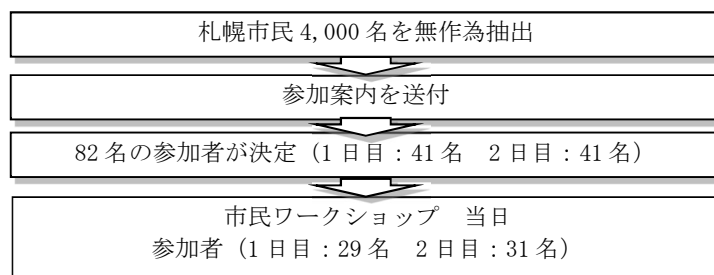 札幌市民 4,000 名を無作為抽出
参加案内を送付
82 名の参加者が決定（1 日目：41 名　2 日目：41 名）
市民ワークショップ　当日
参加者（1 日目：29 名　2 日目：31 名）